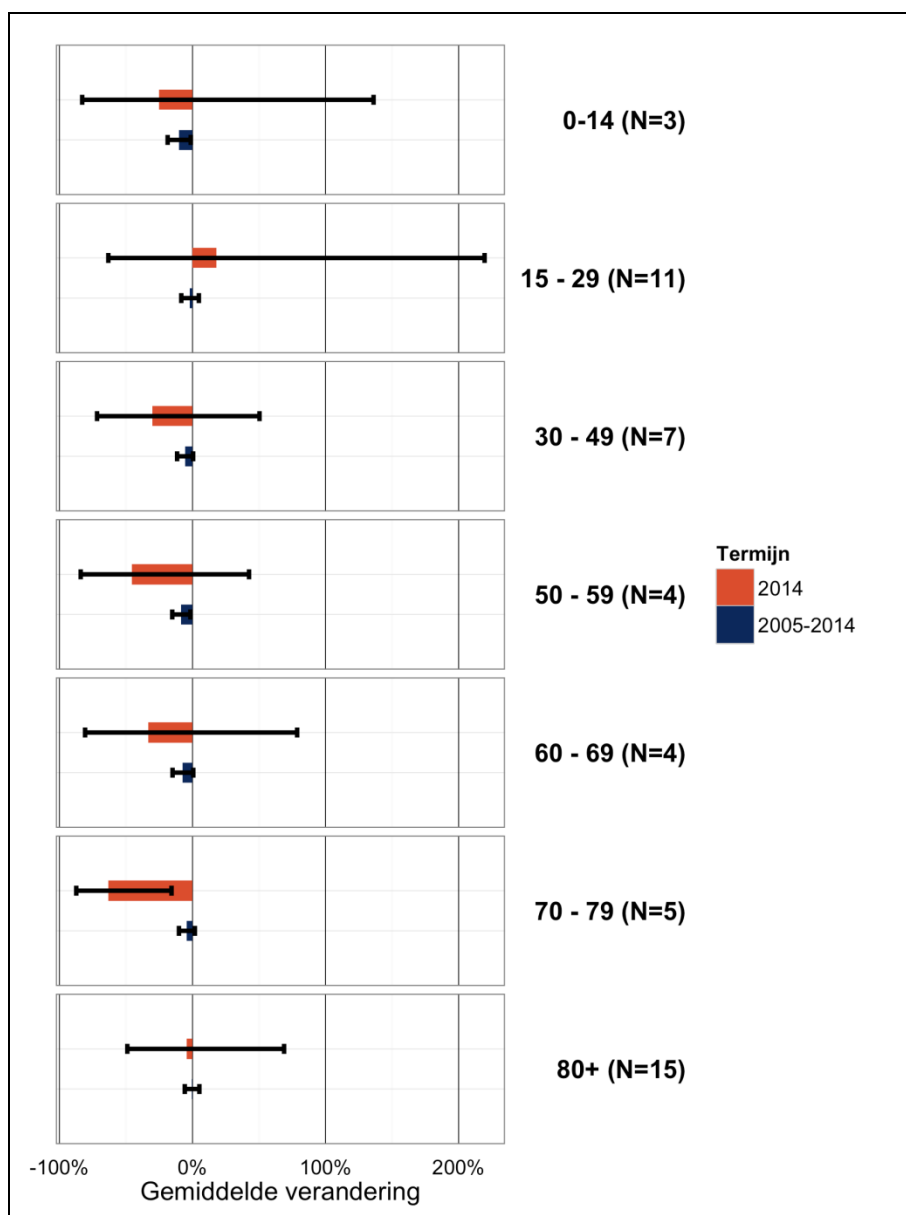 0-14 (N=3)
15 - 29 (N=11)
30 - 49 (N=7)
50 - 59 (N=4)
60 - 69 (N=4)
70 - 79 (N=5)
80+ (N=15)
Termijn
2014
2005-2014
-100% 0% 100% 200%
Gemiddelde verandering